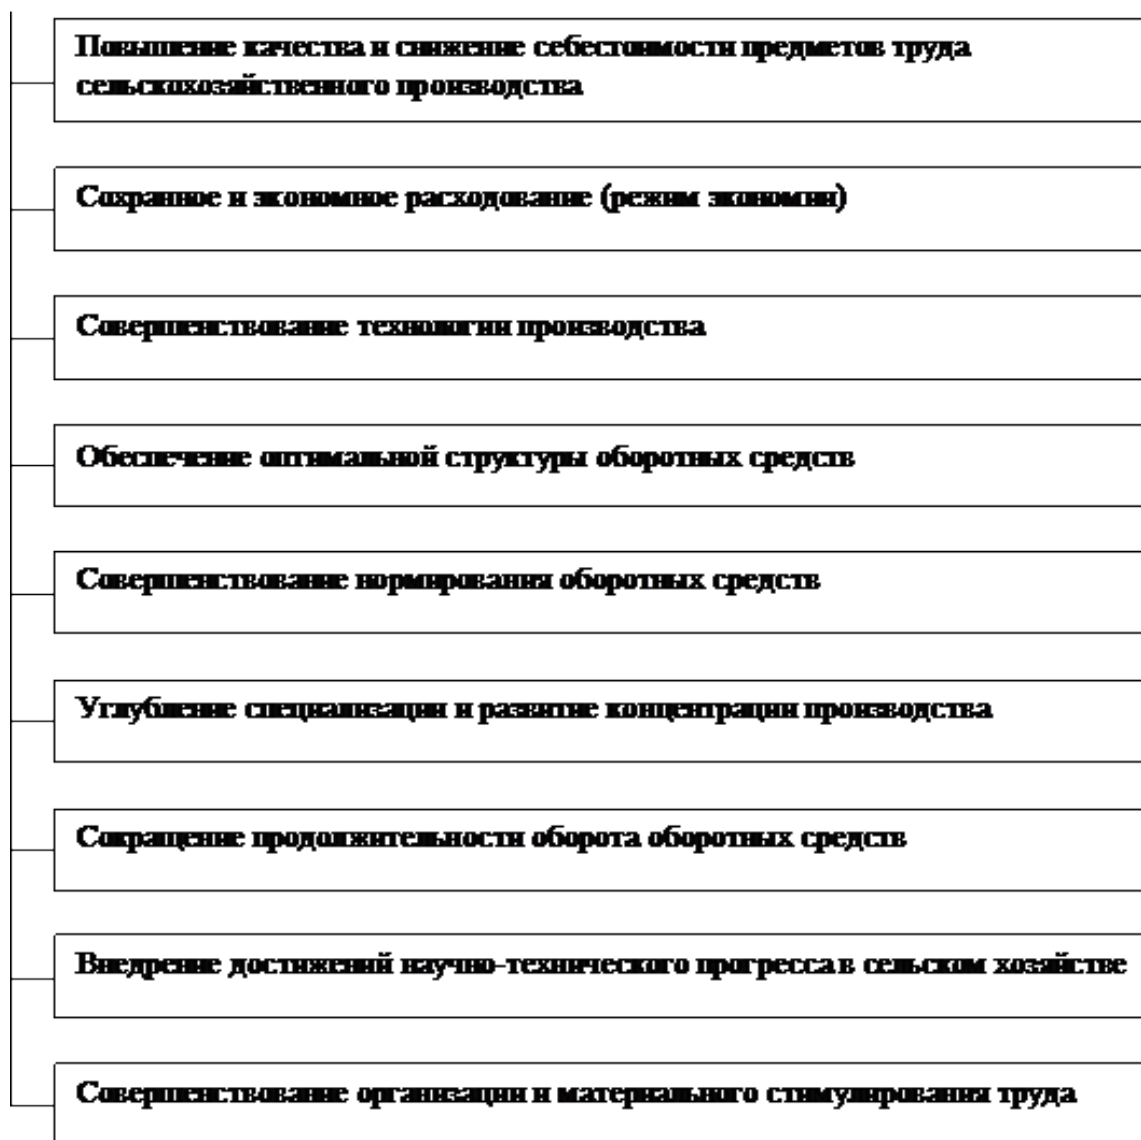 Повышение качества и снижение себестоимости предметов труда
сельскохозяйственного производства
Сохранное и экономное расходование (режим экономии)
Совершенствование технологии производства
Обеспечение оптимальной структуры оборотных средств
Совершенствование нормирования оборотных средств
Углубление специализации и развитие концентрации производства
Сокращение продолжительности оборота оборотных средств
Внедрение достижений научно-технического прогресса в сельском хозяйстве
Совершенствование организации и материального стимулирования труда